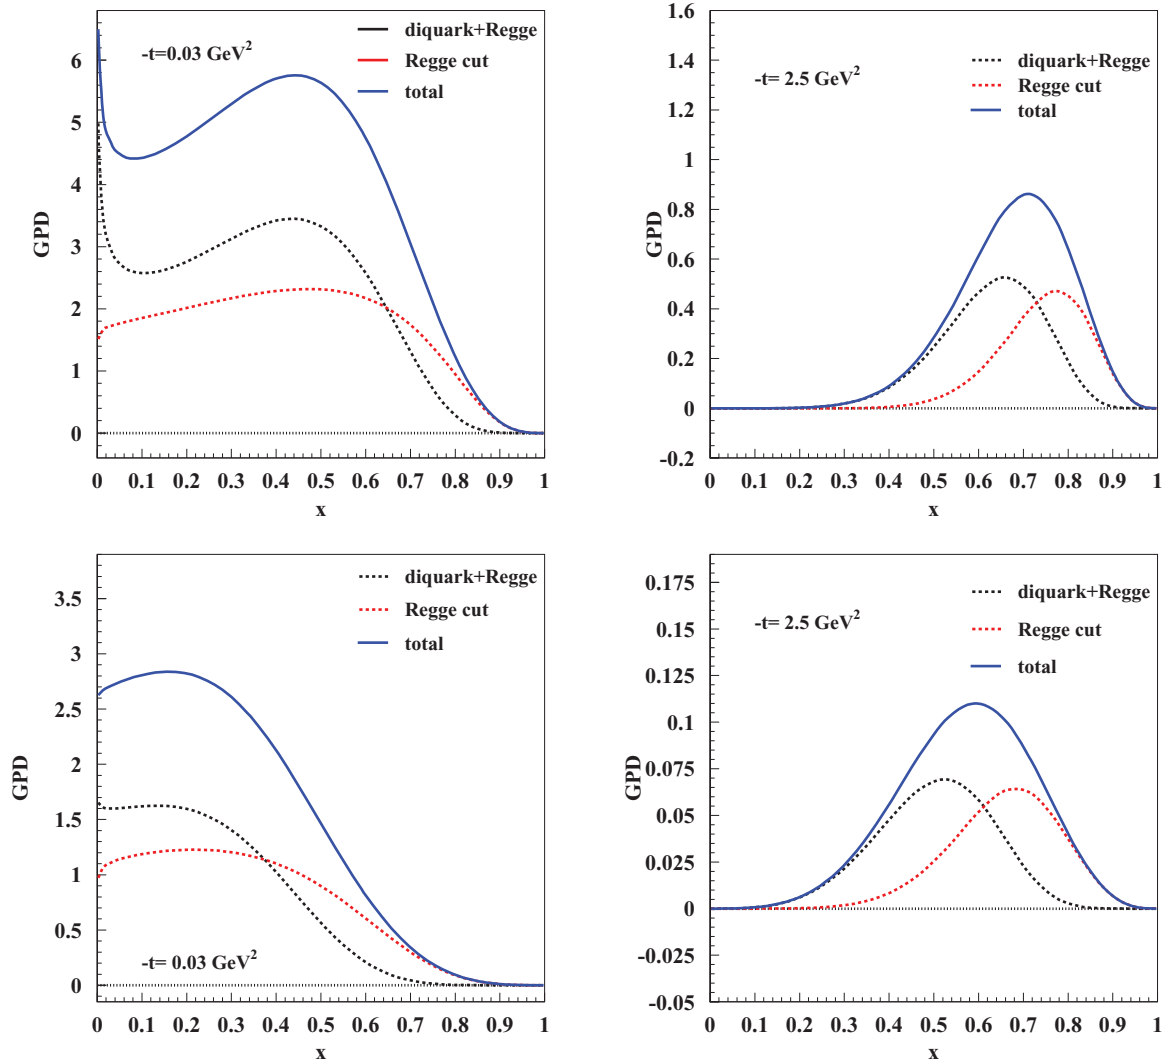 -t=0.03 GeV²
diquark+Regge
Regge cut
total
GPD
6
5
4
3
2
1
0
0 0.1 0.2 0.3 0.4 0.5 0.6 0.7 0.8 0.9 1
x
-t= 2.5 GeV²
diquark+Regge
Regge cut
total
GPD
1.6
1.4
1.2
1
0.8
0.6
0.4
0.2
0
-0.2
0 0.1 0.2 0.3 0.4 0.5 0.6 0.7 0.8 0.9 1
x
diquark+Regge
Regge cut
total
GPD
3.5
3
2.5
2
1.5
1
0.5
0
-t= 0.03 GeV²
0 0.1 0.2 0.3 0.4 0.5 0.6 0.7 0.8 0.9 1
x
-t= 2.5 GeV²
diquark+Regge
Regge cut
total
GPD
0.175
0.15
0.125
0.1
0.075
0.05
0.025
0
-0.025
-0.05
0 0.1 0.2 0.3 0.4 0.5 0.6 0.7 0.8 0.9 1
x